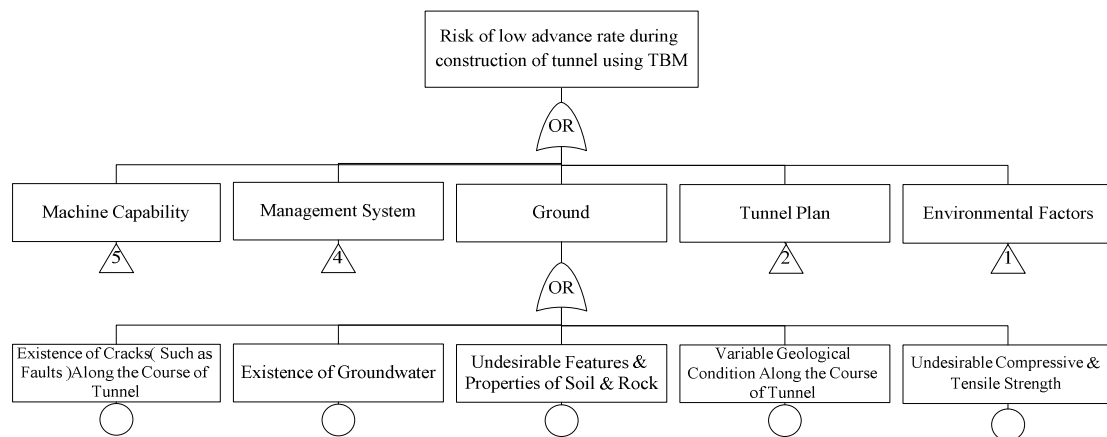 Risk of low advance rate during
construction of tunnel using TBM
OR
Machine Capability
Management System
Ground
Tunnel Plan
Environmental Factors
5
4
2
1
OR
Existence of Cracks( Such as
Faults )Along the Course of
Tunnel
Existence of Groundwater
Undesirable Features &
Properties of Soil & Rock
Variable Geological
Condition Along the Course
of Tunnel
Undesirable Compressive &
Tensile Strength